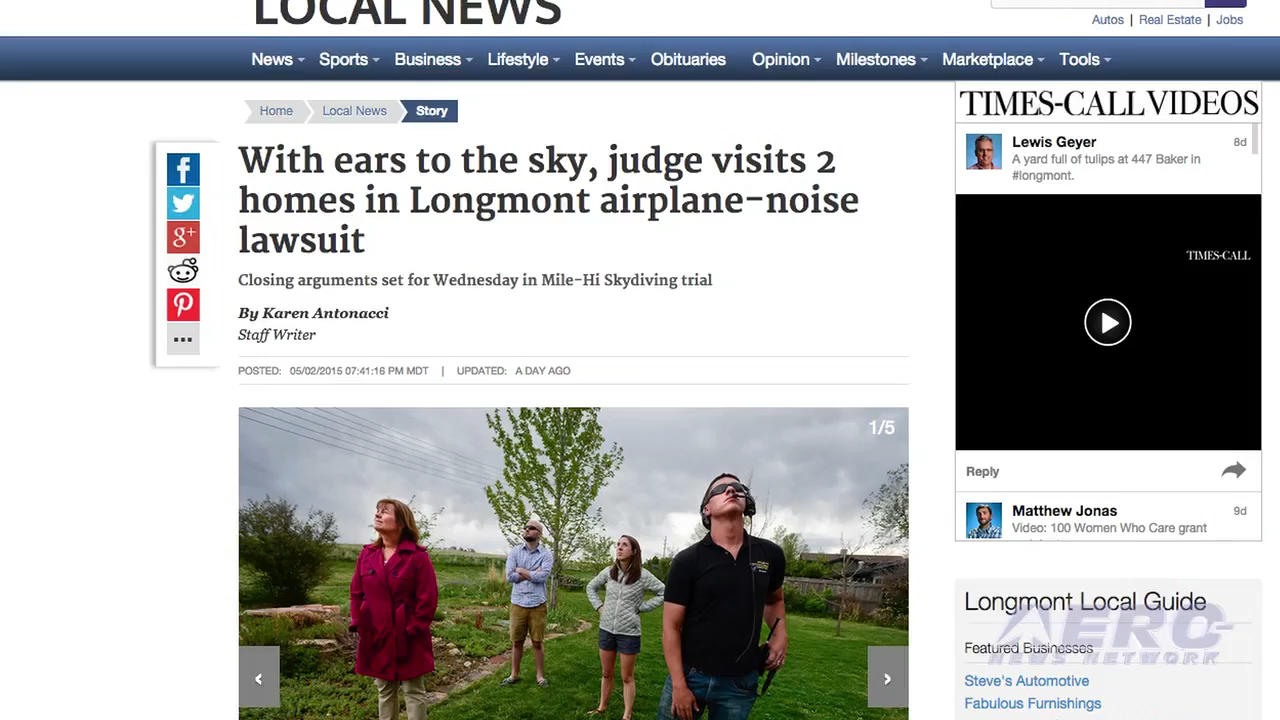 LOCAL NEWS
Autos | Real Estate | Jobs
News Sports Business Lifestyle Events Obituaries Opinion Milestones Marketplace Tools
Home Local News Story
With ears to the sky, judge visits 2
homes in Longmont airplane-noise
lawsuit
Closing arguments set for Wednesday in Mile-Hi Skydiving trial
By Karen Antonacci
Staff Writer
POSTED: 05/02/2015 07:41:16 PM MDT | UPDATED: A DAY AGO
1/5
TIMES-CALL VIDEOS
Lewis Geyer 8d
A yard full of tulips at 447 Baker in
#longmont.
TIMES-CALL
Reply
Matthew Jonas 9d
Video: 100 Women Who Care grant
Longmont Local Guide
Featured Businesses
AERO
NEWS NETWORK
Steve's Automotive
Fabulous Furnishings